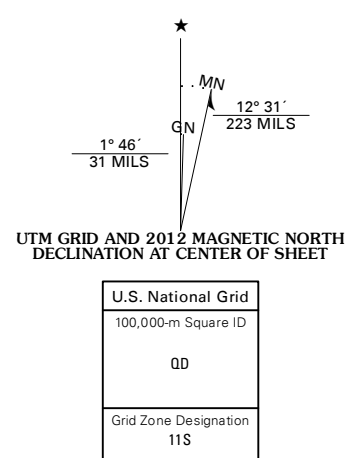 ★
MN
GN
12° 31´
223 MILS
1° 46´
31 MILS
UTM GRID AND 2012 MAGNETIC NORTH
DECLINATION AT CENTER OF SHEET
U.S. National Grid
100,000-m Square ID
QD
Grid Zone Designation
11S